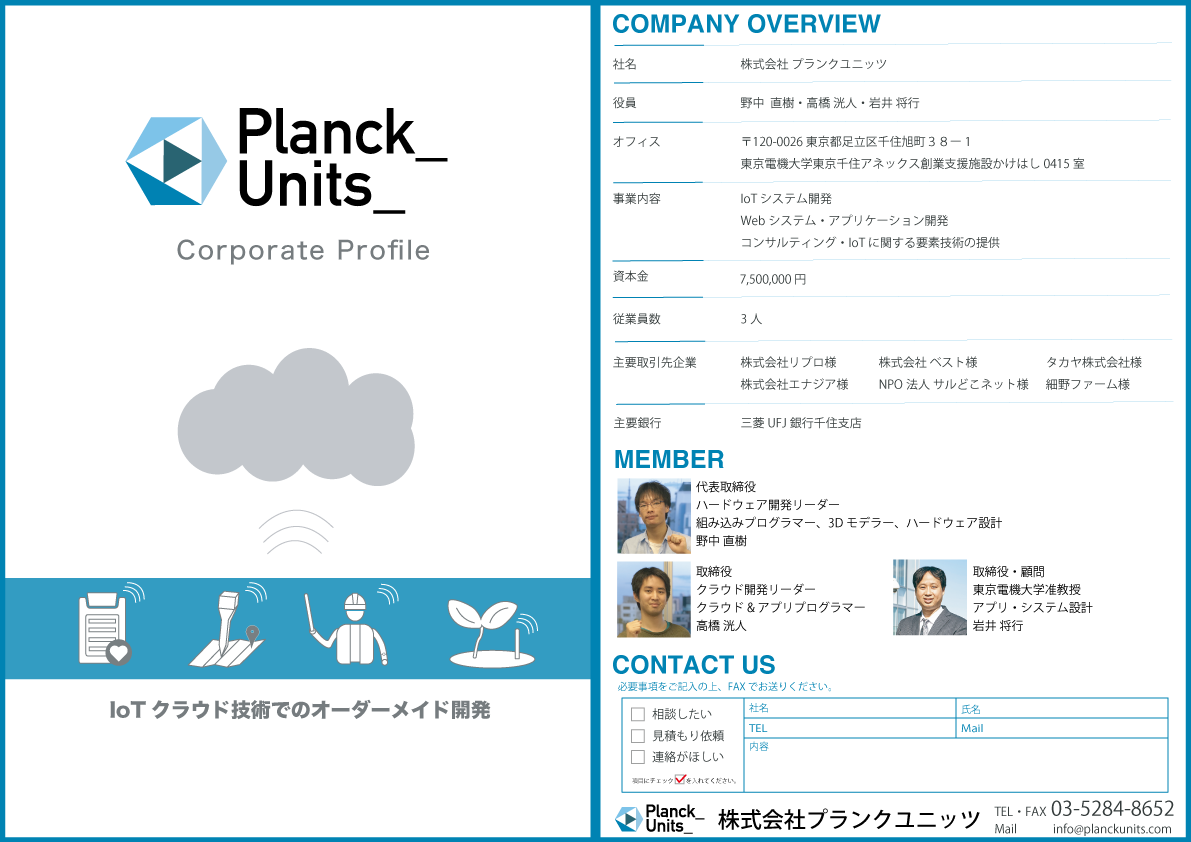 Planck_
Units_
Corporate Profile
IoT クラウド技術でのオーダーメイド開発
COMPANY OVERVIEW
社名 株式会社 プランクユニッツ
役員 野中 直樹・高橋 洸人・岩井 将行
オフィス 〒120-0026 東京都足立区千住旭町３８ー 1
東京電機大学東京千住アネックス創業支援施設かけはし 0415 室
事業内容 IoT システム開発
Web システム・アプリケーション開発
コンサルティング・IoT に関する要素技術の提供
資本金 7,500,000 円
従業員数 3 人
主要取引先企業 株式会社リプロ様 株式会社 ベスト様 タカヤ株式会社様
株式会社エナジア様 NPO 法人 サルどこネット様 細野ファーム様
主要銀行 三菱 UFJ 銀行千住支店
MEMBER
代表取締役
ハードウェア開発リーダー
組み込みプログラマー、3D モデラー、ハードウェア設計
野中 直樹
取締役
クラウド開発リーダー
クラウド & アプリプログラマー
高橋 洸人
取締役・顧問
東京電機大学准教授
アプリ・システム設計
岩井 将行
CONTACT US
必要事項をご記入の上、FAX でお送りください。
相談したい
見積もり依頼
連絡がほしい
項目にチェック を入れてください。
社名 氏名
TEL Mail
内容
Planck_
Units_
株式会社プランクユニッツ
TEL・FAX 03-5284-8652
Mail info@planckunits.com